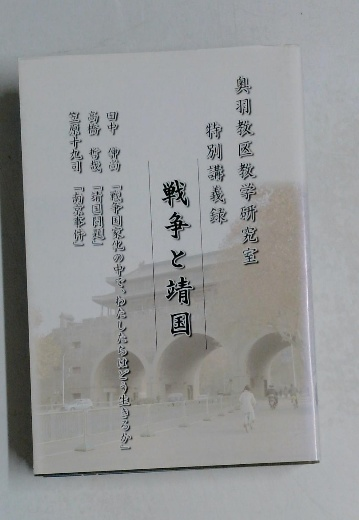 奥羽教区教学研究室
特別講義録
戦争と靖国
田中 伸尚 「戦争国家化の中で、わたしたちはどう生きるか」
高橋 哲哉 「靖国問題」
笠原十九司 「南京事件」